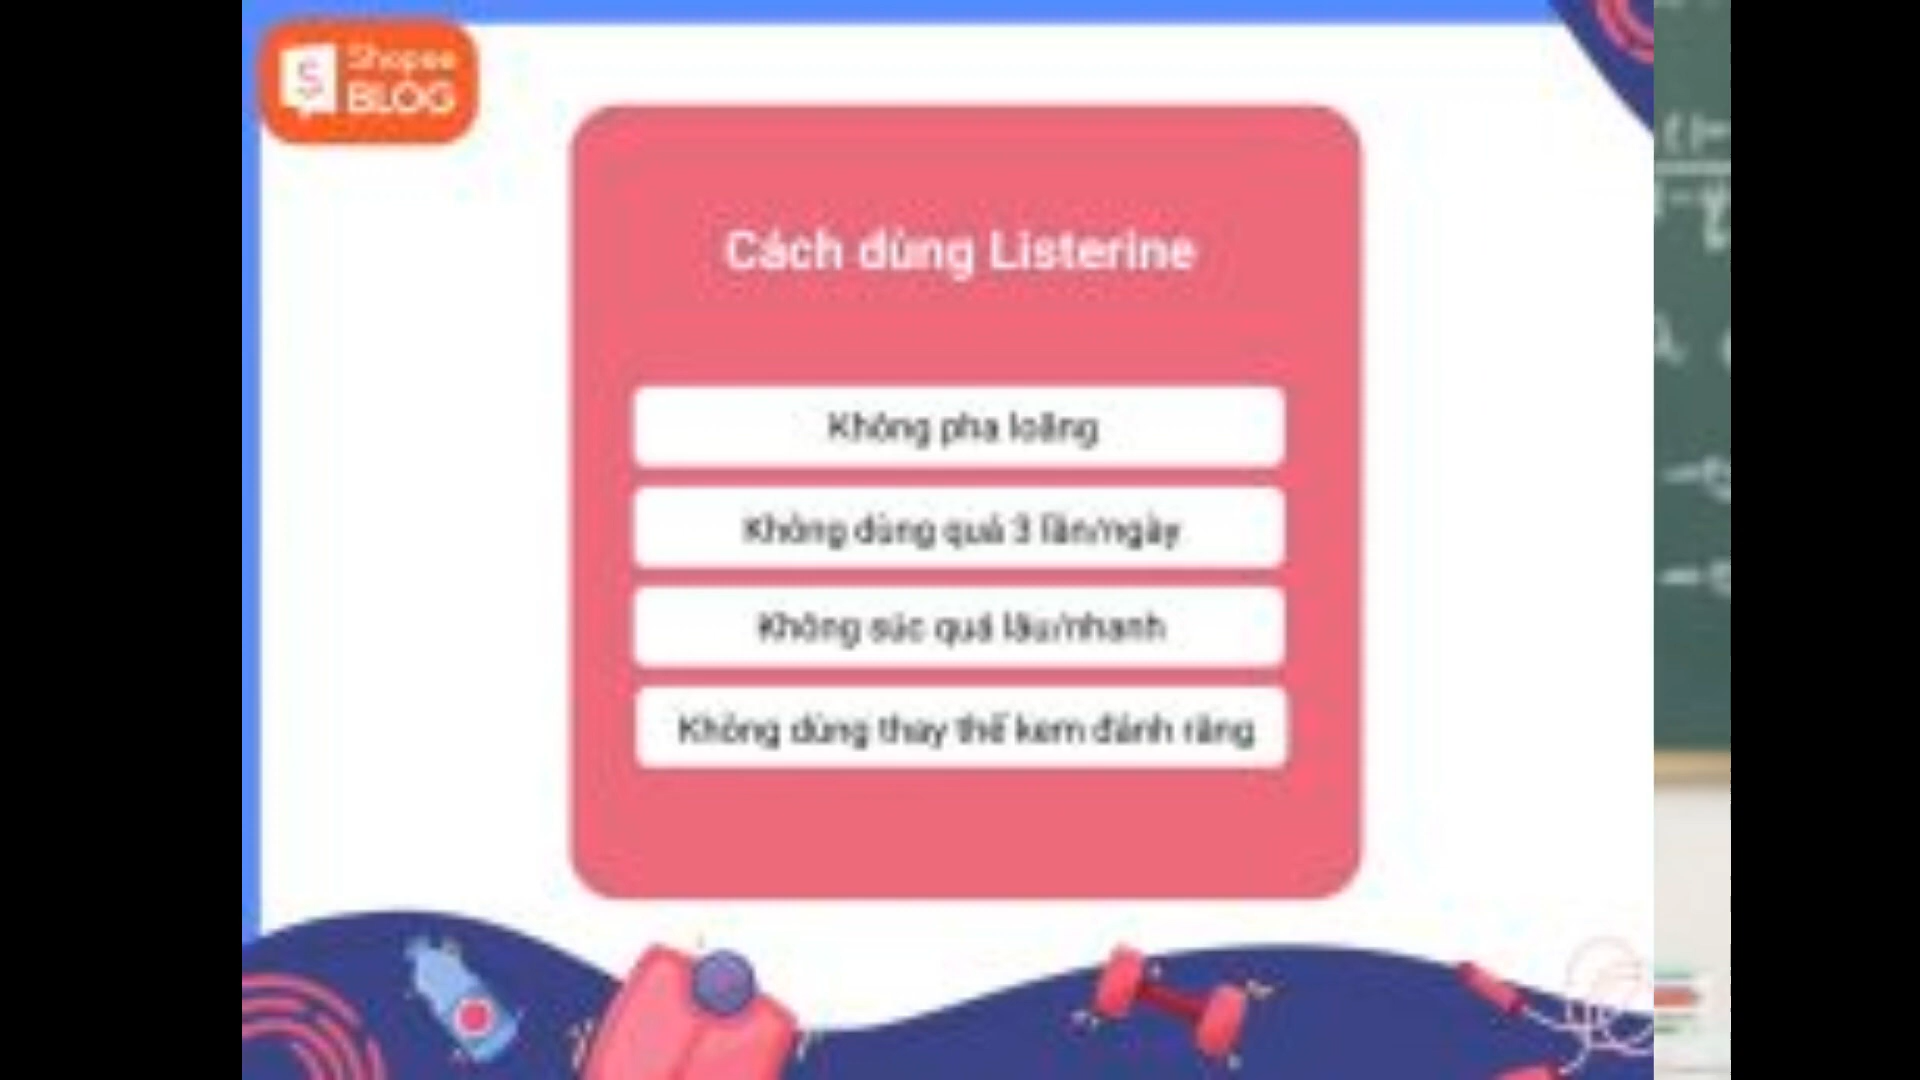 Shopee
BLOG
Cách dùng Listerine
Không pha loãng
Không dùng quá 3 lần/ngày
Không súc quá lâu/nhanh
Không dùng thay thế kem đánh răng